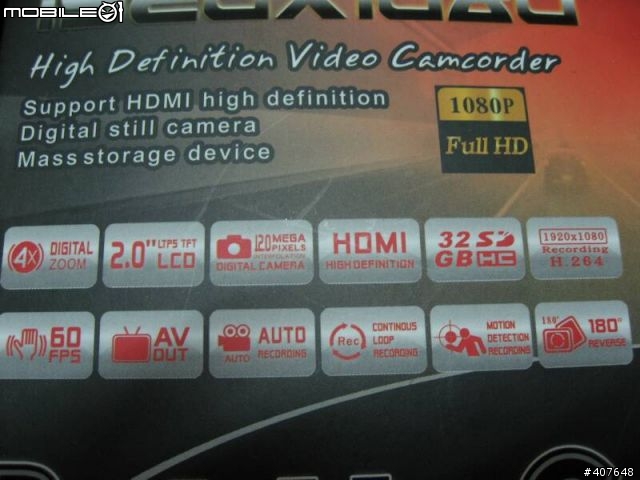 MOBILE01
1920X1080
High Definition Video Camcorder
Support HDMI high definition
Digital still camera
Mass storage device
1080P
Full HD
4X DIGITAL ZOOM
2.0" LTPS TFT LCD
12.0 MEGA PIXELS INTERPOLATION DIGITAL CAMERA
HDMI HIGH DEFINITION
32 GB SD HC
1920x1080 Recording H.264
60 FPS
AV OUT
AUTO AUTO RECORDING
Rec CONTINOUS LOOP RECORDING
MOTION DETECTION RECORDING
180° 180° REVERSE
#407648